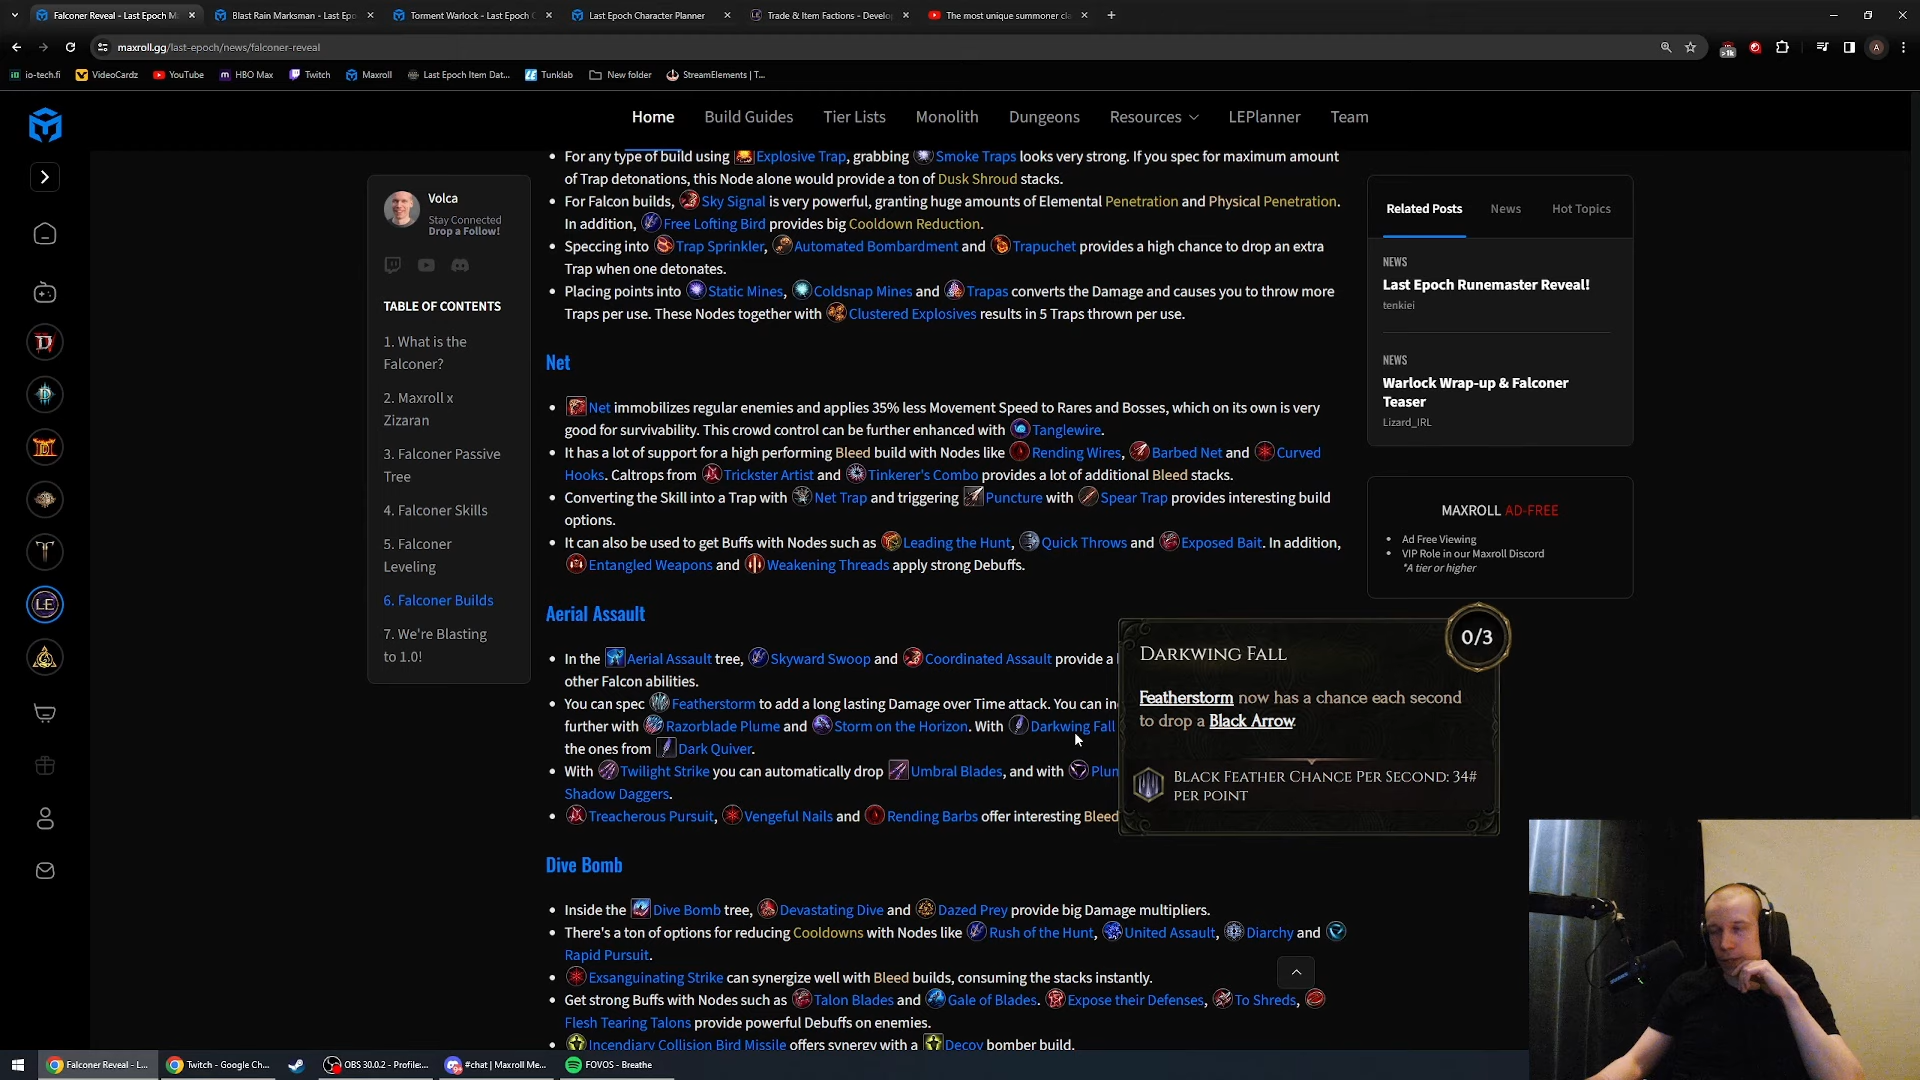 Falconer Reveal - Last Epoch M
Blast Rain Marksman - Last Epo
Torment Warlock - Last Epoch C
Last Epoch Character Planner
Trade & Item Factions - Develop
The most unique summoner cla
maxroll.gg/last-epoch/news/falconer-reveal
>1k
A
io-tech.fi
VideoCardz
YouTube
HBO Max
Twitch
Maxroll
Last Epoch Item Dat...
Tunklab
New folder
StreamElements | T...
Home
Build Guides
Tier Lists
Monolith
Dungeons
Resources
LEPlanner
Team
Volca
Stay Connected
Drop a Follow!
TABLE OF CONTENTS
1. What is the
Falconer?
2. Maxroll x
Zizaran
3. Falconer Passive
Tree
4. Falconer Skills
5. Falconer
Leveling
6. Falconer Builds
7. We're Blasting
to 1.0!
LE
For any type of build using Explosive Trap, grabbing Smoke Traps looks very strong. If you spec for maximum amount
of Trap detonations, this Node alone would provide a ton of Dusk Shroud stacks.
For Falcon builds, Sky Signal is very powerful, granting huge amounts of Elemental Penetration and Physical Penetration.
In addition, Free Lofting Bird provides big Cooldown Reduction.
Speccing into Trap Sprinkler, Automated Bombardment and Trapuchet provides a high chance to drop an extra
Trap when one detonates.
Placing points into Static Mines, Coldsnap Mines and Trapas converts the Damage and causes you to throw more
Traps per use. These Nodes together with Clustered Explosives results in 5 Traps thrown per use.
Net
Net immobilizes regular enemies and applies 35% less Movement Speed to Rares and Bosses, which on its own is very
good for survivability. This crowd control can be further enhanced with Tanglewire.
It has a lot of support for a high performing Bleed build with Nodes like Rending Wires, Barbed Net and Curved
Hooks. Caltrops from Trickster Artist and Tinkerer's Combo provides a lot of additional Bleed stacks.
Converting the Skill into a Trap with Net Trap and triggering Puncture with Spear Trap provides interesting build
options.
It can also be used to get Buffs with Nodes such as Leading the Hunt, Quick Throws and Exposed Bait. In addition,
Entangled Weapons and Weakening Threads apply strong Debuffs.
Aerial Assault
In the Aerial Assault tree, Skyward Swoop and Coordinated Assault provide a
other Falcon abilities.
You can spec Featherstorm to add a long lasting Damage over Time attack. You can in
further with Razorblade Plume and Storm on the Horizon. With Darkwing Fall
the ones from Dark Quiver.
With Twilight Strike you can automatically drop Umbral Blades, and with Plun
Shadow Daggers.
Treacherous Pursuit, Vengeful Nails and Rending Barbs offer interesting Bleed
Dive Bomb
Inside the Dive Bomb tree, Devastating Dive and Dazed Prey provide big Damage multipliers.
There's a ton of options for reducing Cooldowns with Nodes like Rush of the Hunt, United Assault, Diarchy and
Rapid Pursuit.
Exsanguinating Strike can synergize well with Bleed builds, consuming the stacks instantly.
Get strong Buffs with Nodes such as Talon Blades and Gale of Blades. Expose their Defenses, To Shreds,
Flesh Tearing Talons provide powerful Debuffs on enemies.
Incendiary Collision Bird Missile offers synergy with a Decoy bomber build.
0/3
Darkwing Fall
Featherstorm now has a chance each second
to drop a Black Arrow
Black Feather Chance Per Second: 34#
per point
Related Posts
News
Hot Topics
NEWS
Last Epoch Runemaster Reveal!
tenkiei
NEWS
Warlock Wrap-up & Falconer
Teaser
Lizard_IRL
MAXROLL AD-FREE
Ad Free Viewing
VIP Role in our Maxroll Discord
*A tier or higher
Falconer Reveal - L...
Twitch - Google Ch...
OBS 30.0.2 - Profile:...
#chat | Maxroll Me...
FOVOS - Breathe